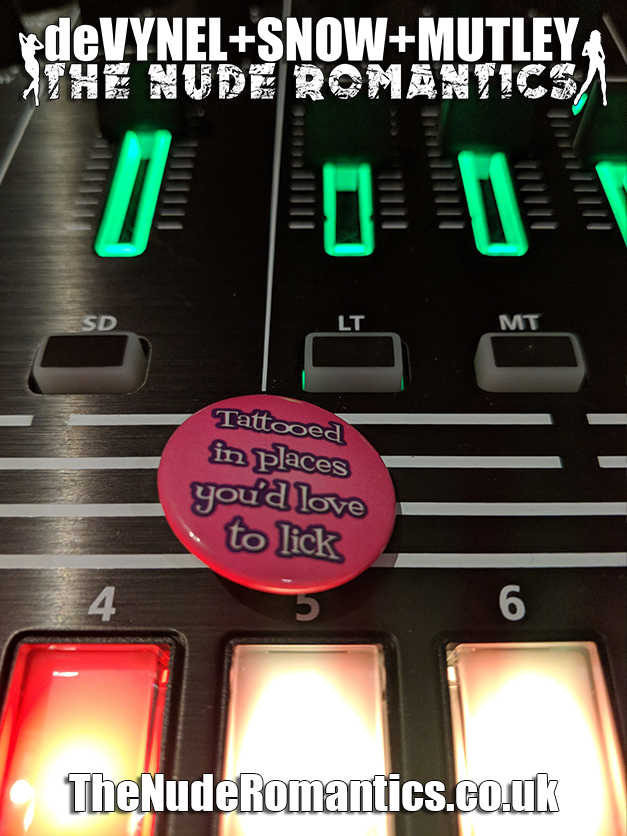 deVYNEL+SNOW+MUTLEY
THE NUDE ROMANTICS
SD
LT
MT
Tattooed
in places
you'd love
to lick
4
5
6
TheNudeRomantics.co.uk